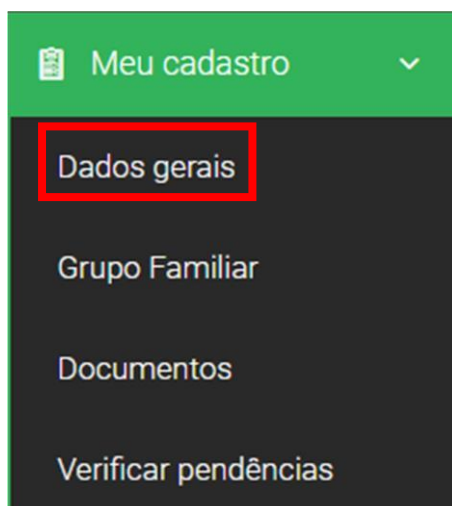 Meu cadastro
Dados gerais
Grupo Familiar
Documentos
Verificar pendências